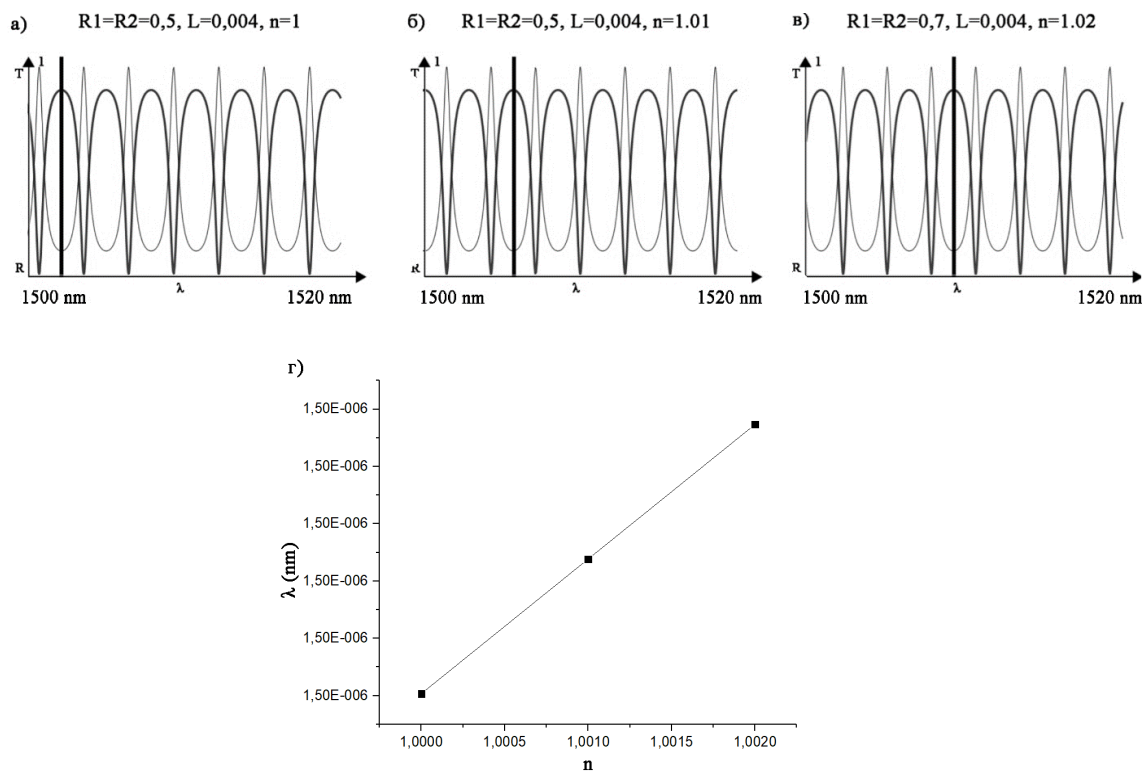 а)
R1=R2=0,5, L=0,004, n=1
T
1
R
λ
1500 nm
1520 nm
б)
R1=R2=0,5, L=0,004, n=1.01
T
1
R
λ
1500 nm
1520 nm
в)
R1=R2=0,7, L=0,004, n=1.02
T
1
R
λ
1500 nm
1520 nm
г)
1,50E-006
1,50E-006
1,50E-006
1,50E-006
1,50E-006
1,50E-006
λ (nm)
1,0000
1,0005
1,0010
1,0015
1,0020
n